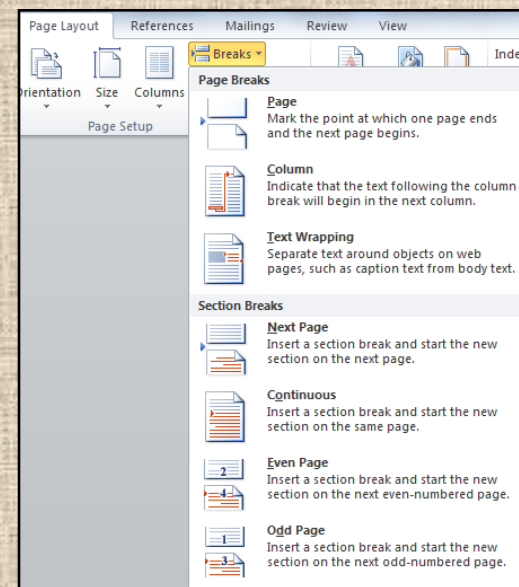 Page Layout References Mailings Review View
Breaks
Size Columns
Page Setup
Page Breaks
Page
Mark the point at which one page ends
and the next page begins.
Column
Indicate that the text following the column
break will begin in the next column.
Text Wrapping
Separate text around objects on web
pages, such as caption text from body text.
Section Breaks
Next Page
Insert a section break and start the new
section on the next page.
Continuous
Insert a section break and start the new
section on the same page.
2
4
Even Page
Insert a section break and start the new
section on the next even-numbered page.
1
3
Odd Page
Insert a section break and start the new
section on the next odd-numbered page.